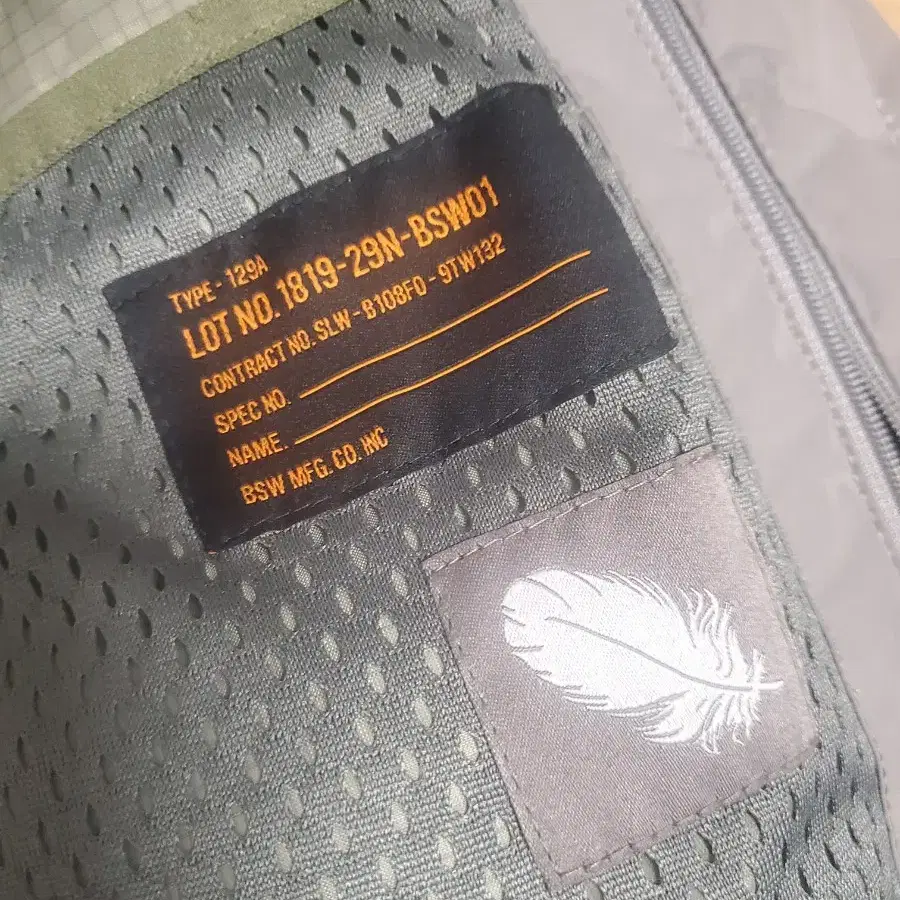 TYPE - 129A
LOT NO. 1819-29N-BSW01
CONTRACT NO. SLW - B108F0 - 9TW132
SPEC NO.
NAME.
BSW MFG. CO. INC